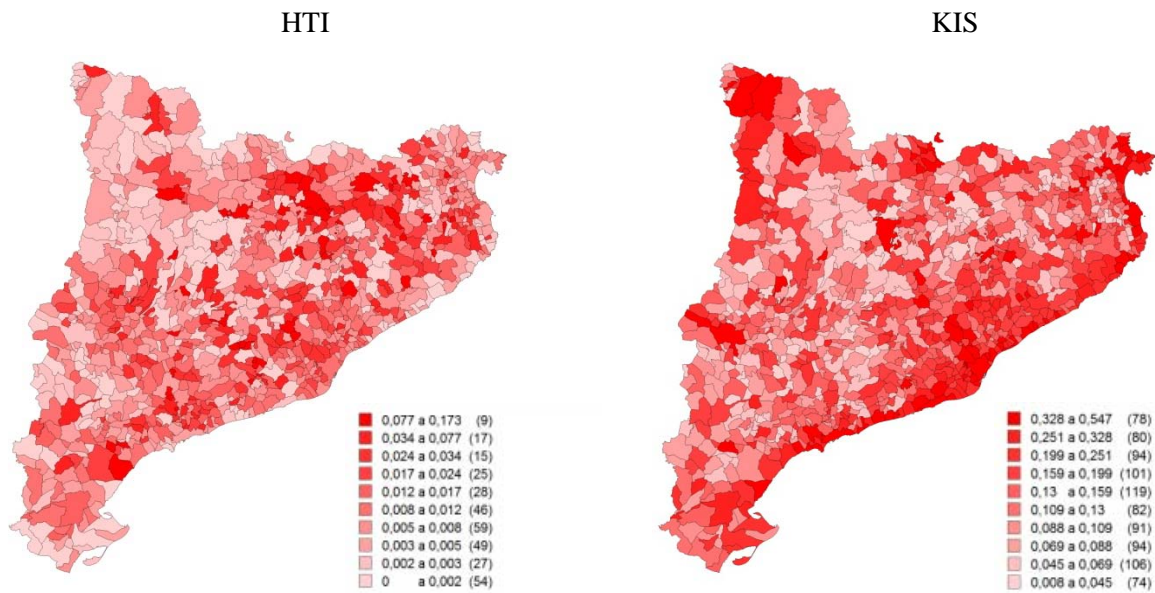 HTI
KIS
0,077 a 0,173 (9)
0,034 a 0,077 (17)
0,024 a 0,034 (15)
0,017 a 0,024 (25)
0,012 a 0,017 (28)
0,008 a 0,012 (46)
0,005 a 0,008 (59)
0,003 a 0,005 (49)
0,002 a 0,003 (27)
0 a 0,002 (54)
0,328 a 0,547 (78)
0,251 a 0,328 (80)
0,199 a 0,251 (94)
0,159 a 0,199 (101)
0,13 a 0,159 (119)
0,109 a 0,13 (82)
0,088 a 0,109 (91)
0,069 a 0,088 (94)
0,045 a 0,069 (106)
0,008 a 0,045 (74)